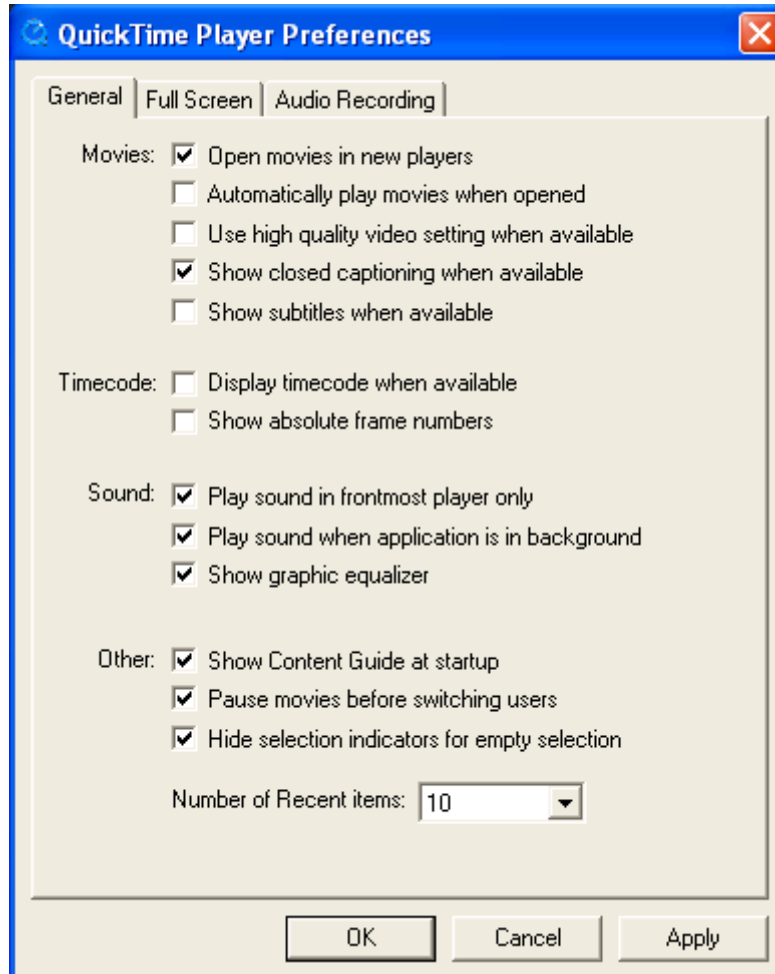 QuickTime Player Preferences
General Full Screen Audio Recording
Movies: Open movies in new players
Automatically play movies when opened
Use high quality video setting when available
Show closed captioning when available
Show subtitles when available
Timecode: Display timecode when available
Show absolute frame numbers
Sound: Play sound in frontmost player only
Play sound when application is in background
Show graphic equalizer
Other: Show Content Guide at startup
Pause movies before switching users
Hide selection indicators for empty selection
Number of Recent items: 10
OK Cancel Apply